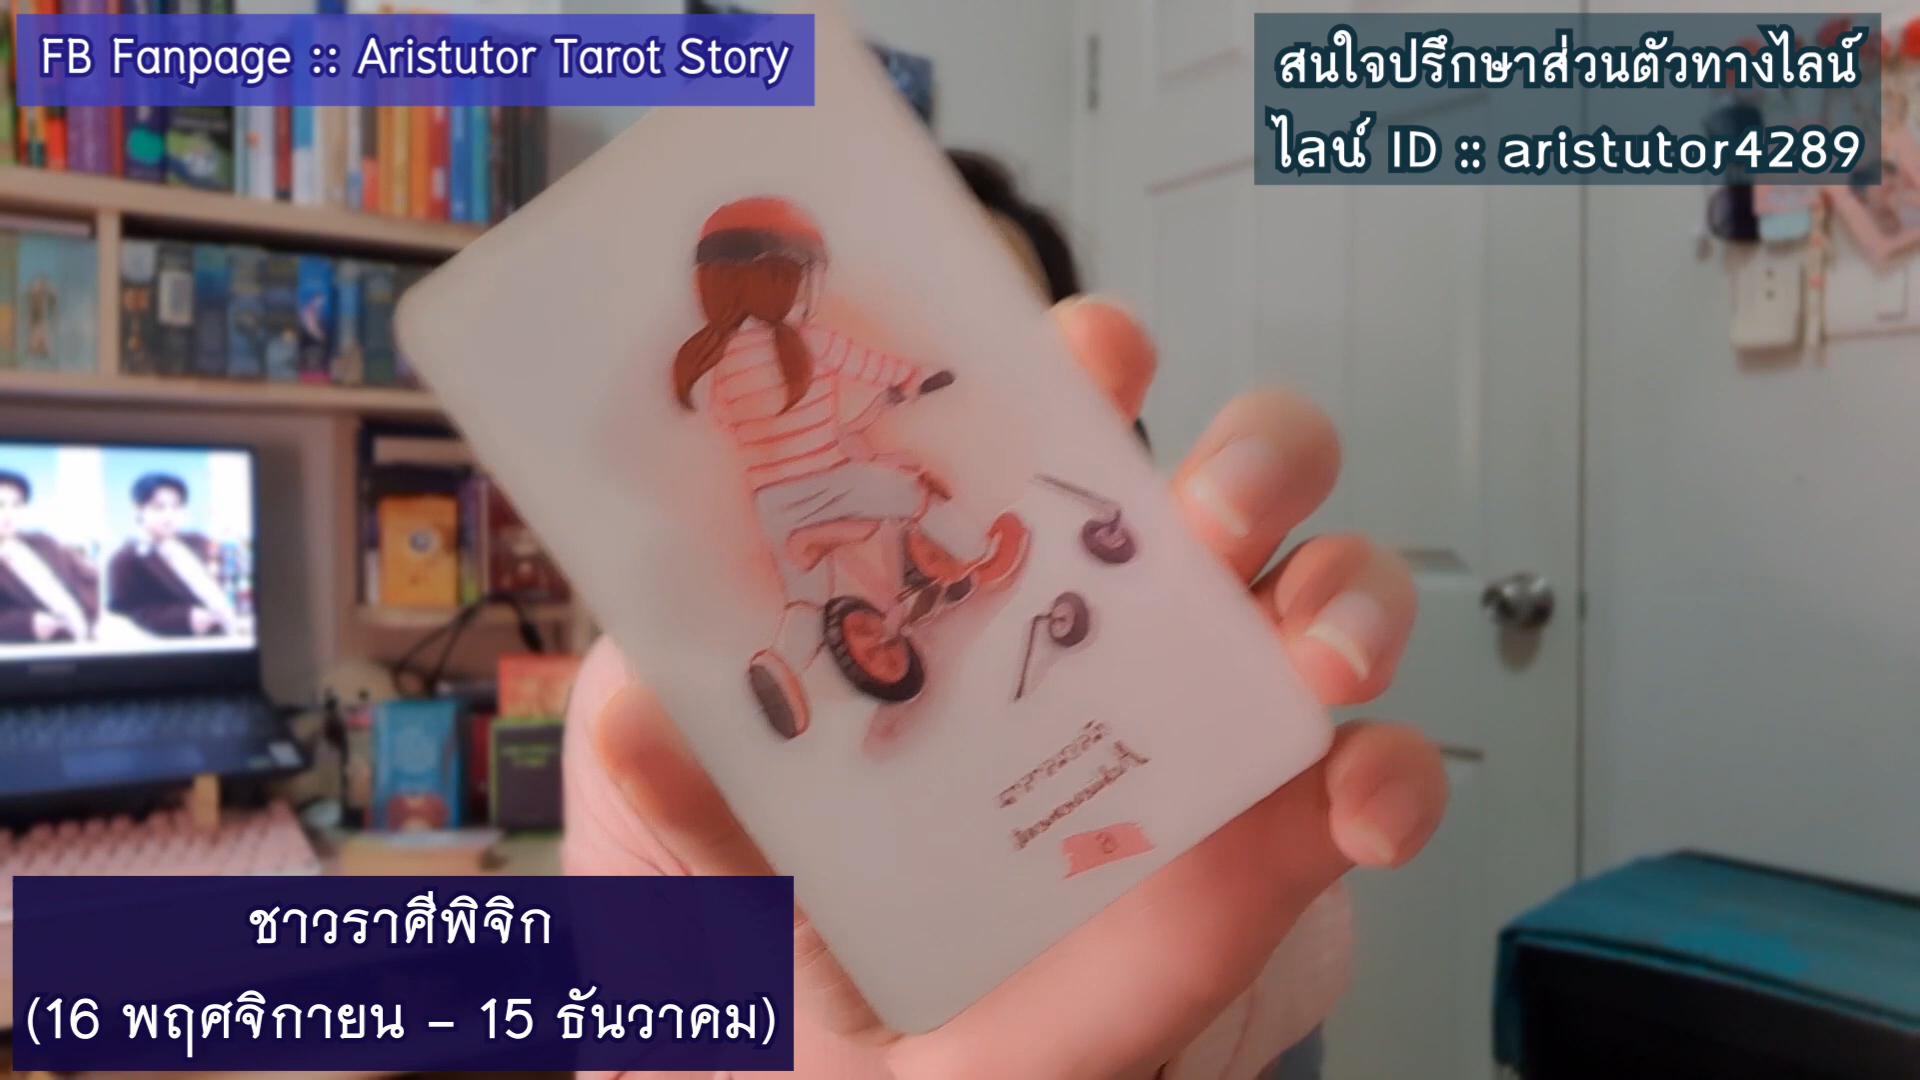 FB Fanpage :: Aristutor Tarot Story
สนใจปรึกษาส่วนตัวทางไลน์
ไลน์ ID :: aristutor4289
ชาวราศีพิจิก
(16 พฤศจิกายน - 15 ธันวาคม)